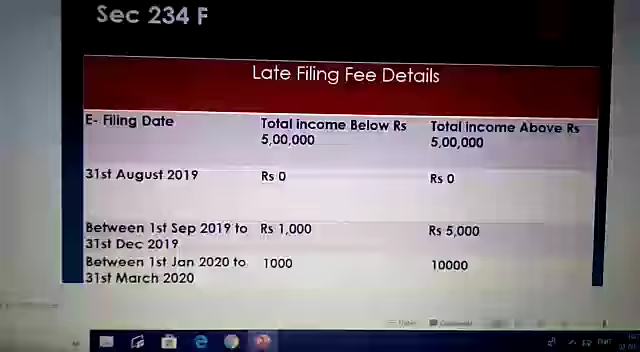 Sec 234 F
Late Filing Fee Details
E- Filing Date
Total income Below Rs
5,00,000
Total income Above Rs
5,00,000
31st August 2019
Rs 0
Rs 0
Between 1st Sep 2019 to
31st Dec 2019
Rs 1,000
Rs 5,000
Between 1st Jan 2020 to
31st March 2020
1000
10000